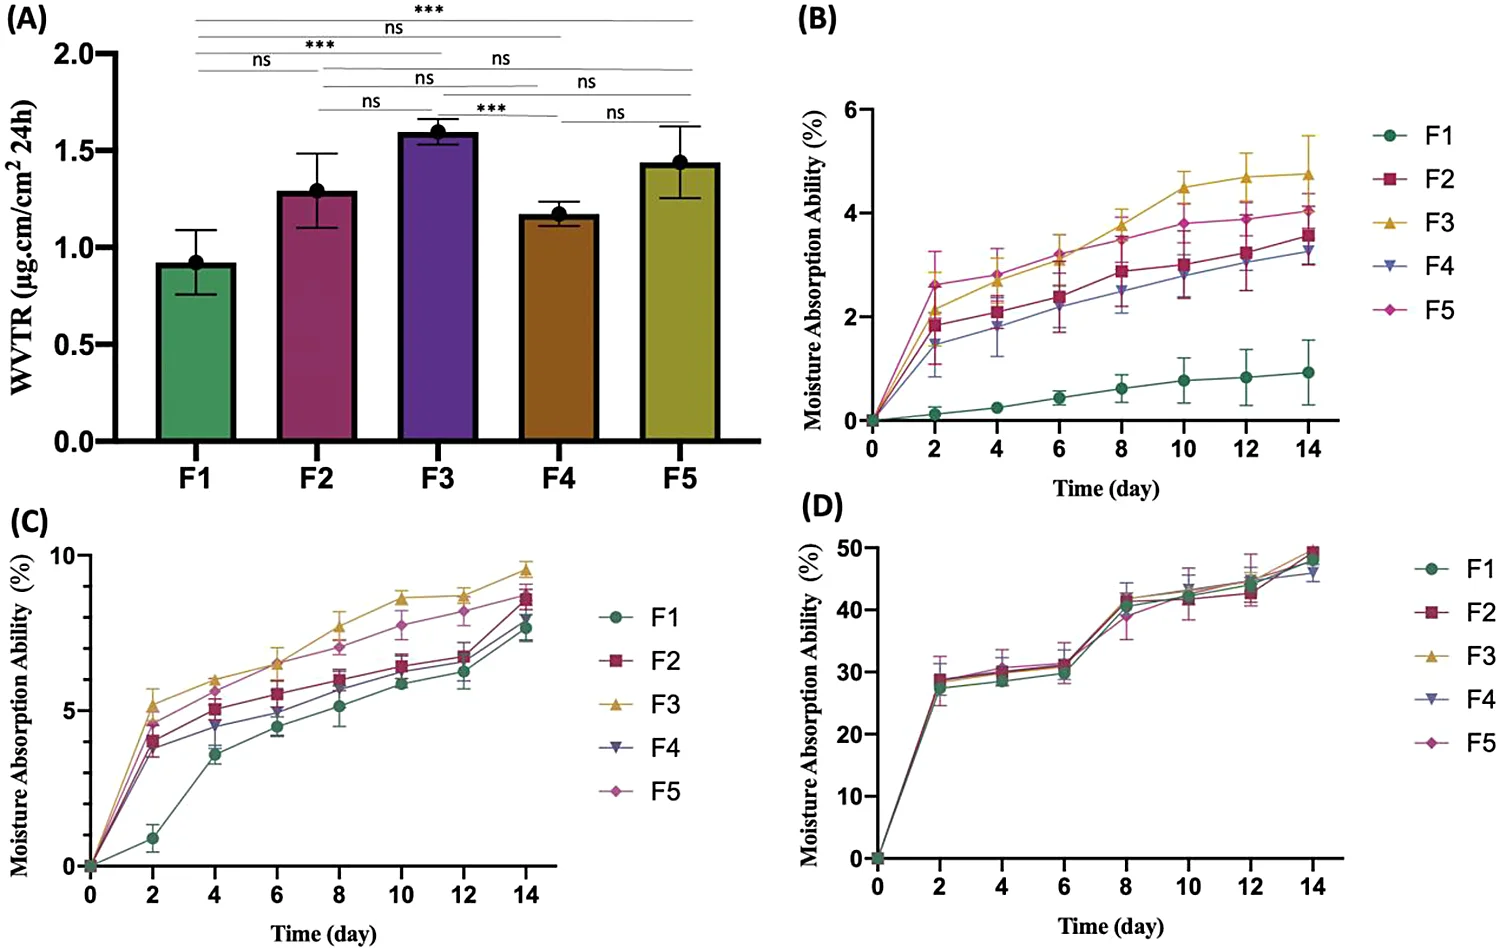 (A)
***
ns
***
ns
ns
ns
ns
ns
***
ns
WVTR (μg.cm/cm² 24h)
2.0
1.5
1.0
0.5
0.0
F1 F2 F3 F4 F5
(B)
Moisture Absorption Ability (%)
6
4
2
0
0 2 4 6 8 10 12 14
Time (day)
F1
F2
F3
F4
F5
(C)
Moisture Absorption Ability (%)
10
5
0
0 2 4 6 8 10 12 14
Time (day)
F1
F2
F3
F4
F5
(D)
Moisture Absorption Ability (%)
50
40
30
20
10
0
0 2 4 6 8 10 12 14
Time (day)
F1
F2
F3
F4
F5